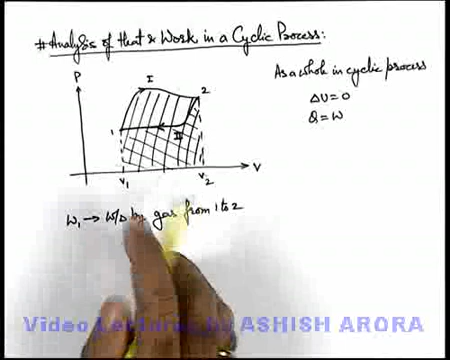 # Analysis of Heat & Work in a Cyclic Process:
As a whole in cyclic process
ΔU = 0
Q = W
P
I
2
1
II
V1
V2
V
W1 → W/D by gas from 1 to 2
Video Lectures by ASHISH ARORA